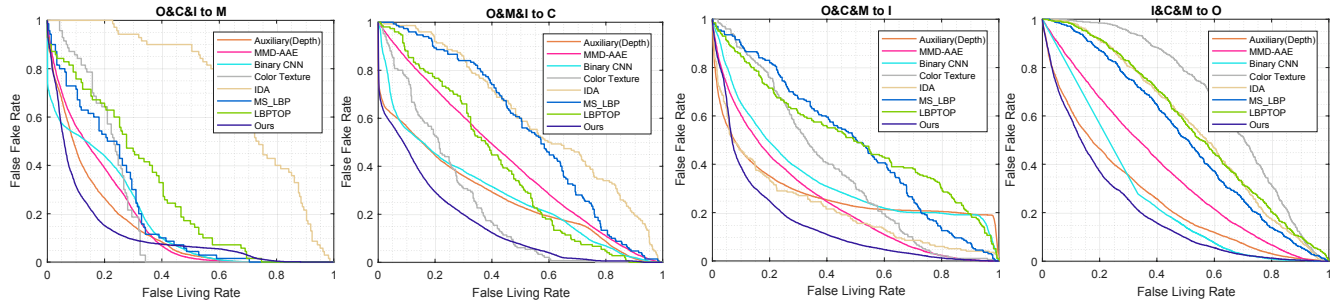 O&C&I to M
False Fake Rate
1
0.8
0.6
0.4
0.2
0
0
0.2
0.4
0.6
0.8
1
False Living Rate
Auxiliary(Depth)
MMD-AAE
Binary CNN
Color Texture
IDA
MS_LBP
LBPTOP
Ours
O&M&I to C
False Fake Rate
1
0.8
0.6
0.4
0.2
0
0
0.2
0.4
0.6
0.8
1
False Living Rate
Auxiliary(Depth)
MMD-AAE
Binary CNN
Color Texture
IDA
MS_LBP
LBPTOP
Ours
O&C&M to I
False Fake Rate
1
0.8
0.6
0.4
0.2
0
0
0.2
0.4
0.6
0.8
1
False Living Rate
Auxiliary(Depth)
MMD-AAE
Binary CNN
Color Texture
IDA
MS_LBP
LBPTOP
Ours
I&C&M to O
False Fake Rate
1
0.8
0.6
0.4
0.2
0
0
0.2
0.4
0.6
0.8
1
False Living Rate
Auxiliary(Depth)
MMD-AAE
Binary CNN
Color Texture
IDA
MS_LBP
LBPTOP
Ours